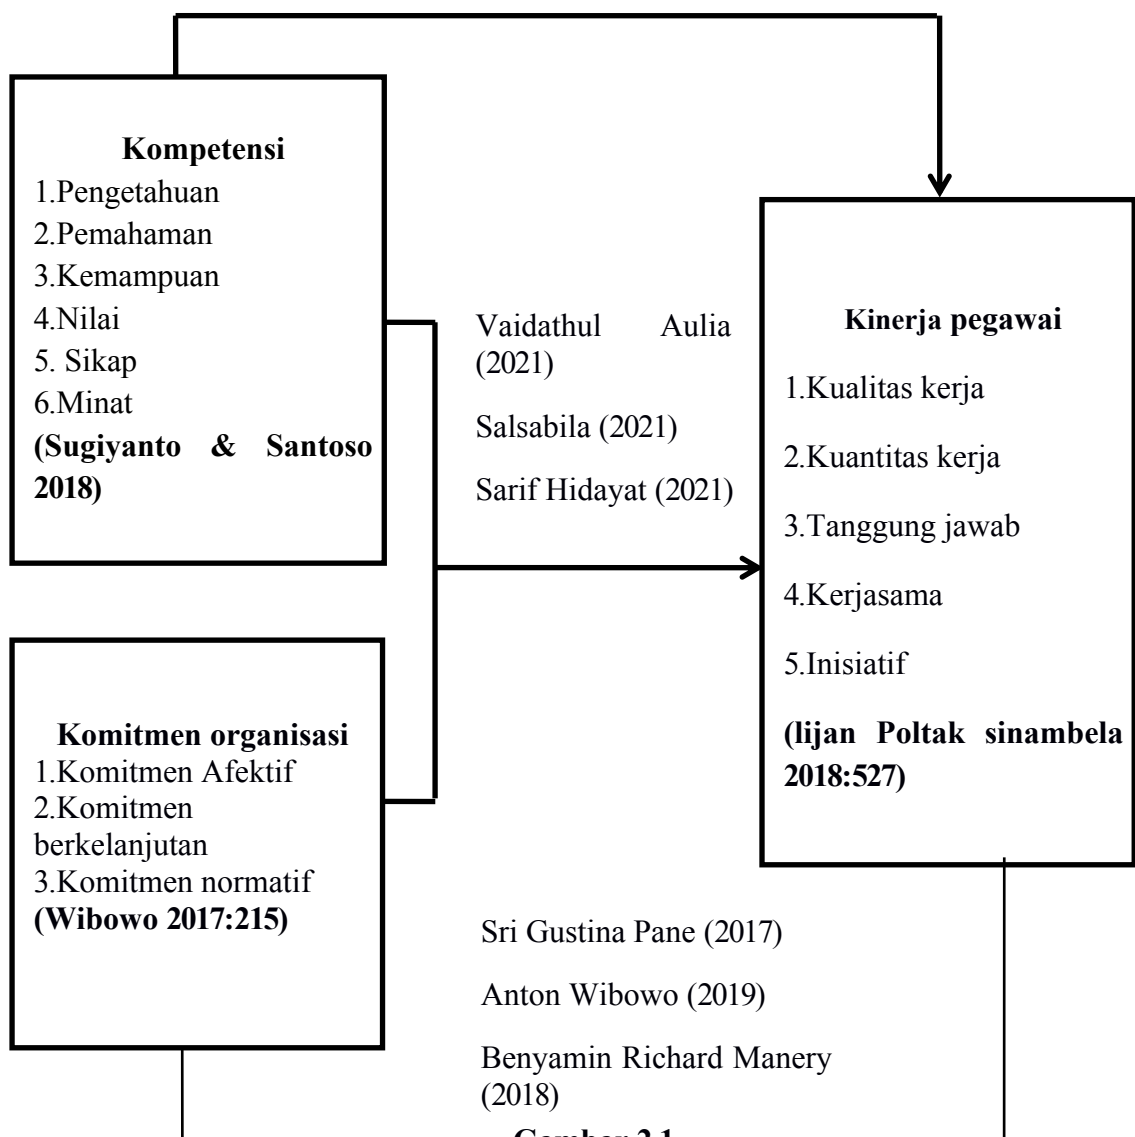 Kompetensi
1.Pengetahuan
2.Pemahaman
3.Kemampuan
4.Nilai
5. Sikap
6.Minat
(Sugiyanto & Santoso
2018)
Komitmen organisasi
1.Komitmen Afektif
2.Komitmen
berkelanjutan
3.Komitmen normatif
(Wibowo 2017:215)
Vaidathul Aulia
(2021)
Salsabila (2021)
Sarif Hidayat (2021)
Kinerja pegawai
1.Kualitas kerja
2.Kuantitas kerja
3.Tanggung jawab
4.Kerjasama
5.Inisiatif
(lijan Poltak sinambela
2018:527)
Sri Gustina Pane (2017)
Anton Wibowo (2019)
Benyamin Richard Manery
(2018)
Gambar 2.1